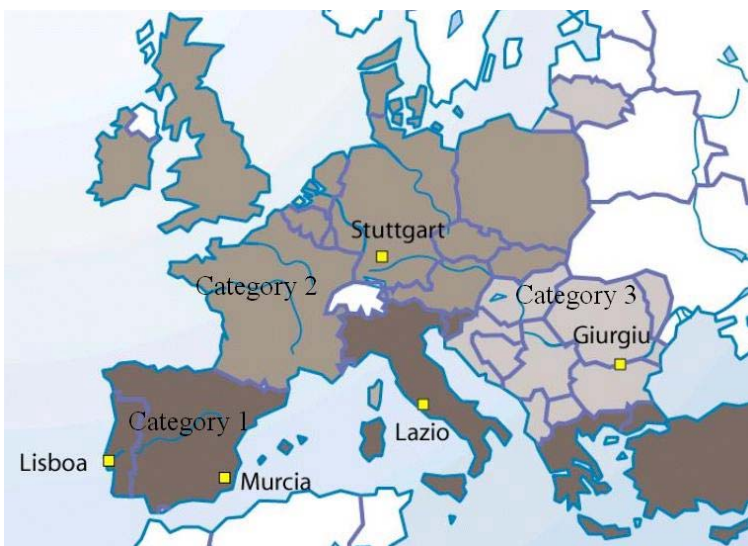 Stuttgart
Category 2
Category 3
Giurgiu
Category 1
Lazio
Lisboa
Murcia